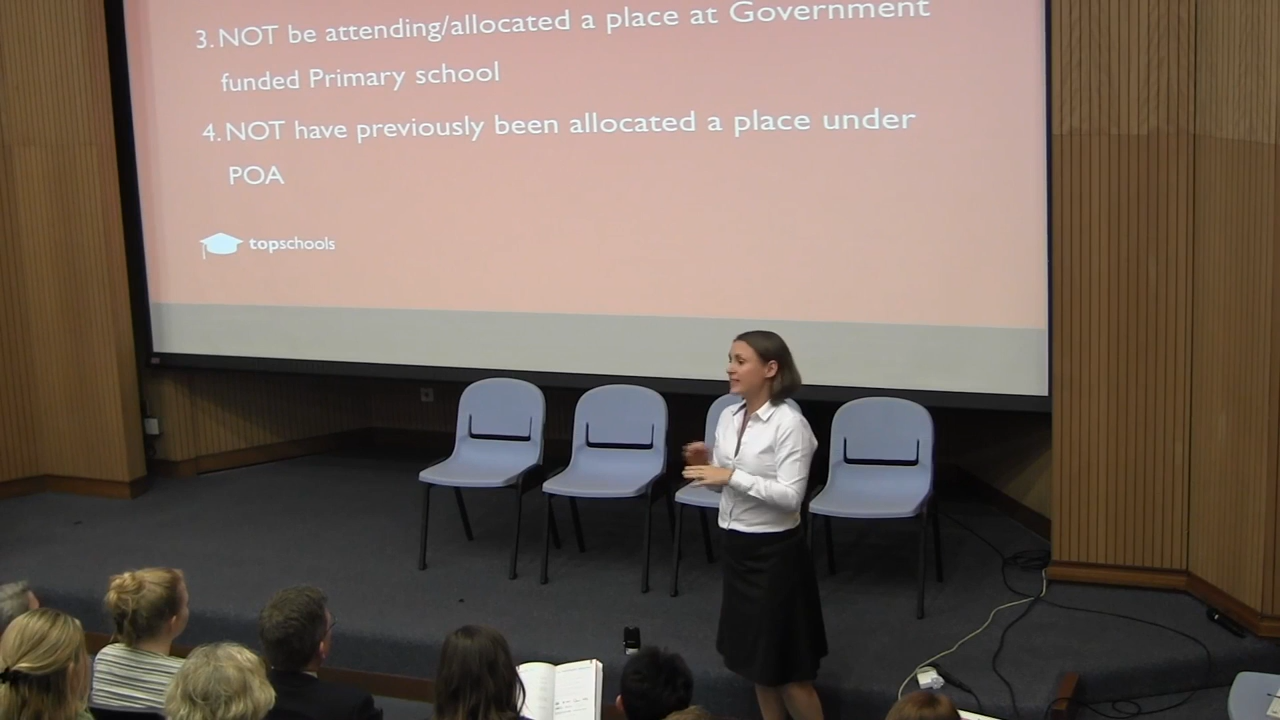 3. NOT be attending/allocated a place at Government
funded Primary school
4. NOT have previously been allocated a place under
POA
topschools